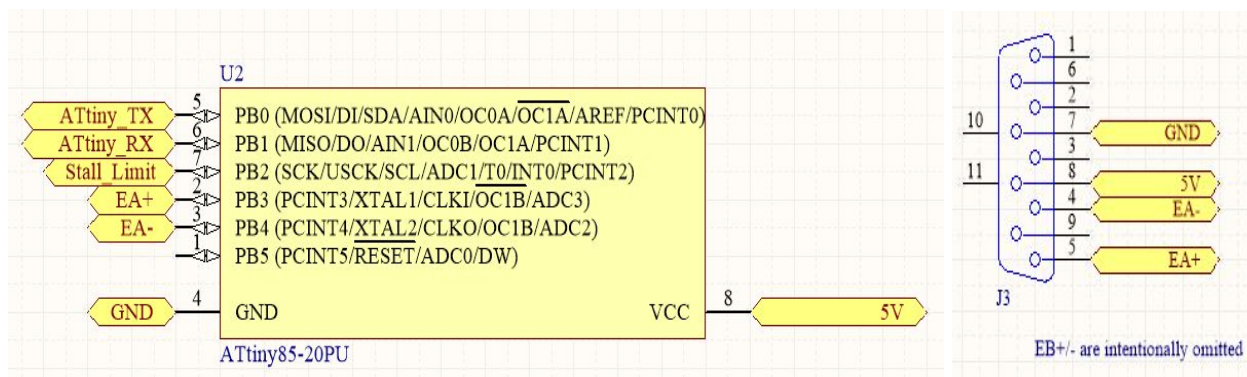 U2
ATtiny_TX 5 PB0 (MOSI/DI/SDA/AIN0/OC0A/OC1A/AREF/PCINT0)
ATtiny_RX 6 PB1 (MISO/DO/AIN1/OC0B/OC1A/PCINT1)
Stall_Limit 7 PB2 (SCK/USCK/SCL/ADC1/T0/INT0/PCINT2)
EA+ 2 PB3 (PCINT3/XTAL1/CLKI/OC1B/ADC3)
EA- 3 PB4 (PCINT4/XTAL2/CLKO/OC1B/ADC2)
1 PB5 (PCINT5/RESET/ADC0/DW)
GND 4 GND VCC 8 5V
ATtiny85-20PU
1
6
2
10 7 GND
3
11 8 5V
4 EA-
9
5 EA+
J3
EB+/- are intentionally omitted